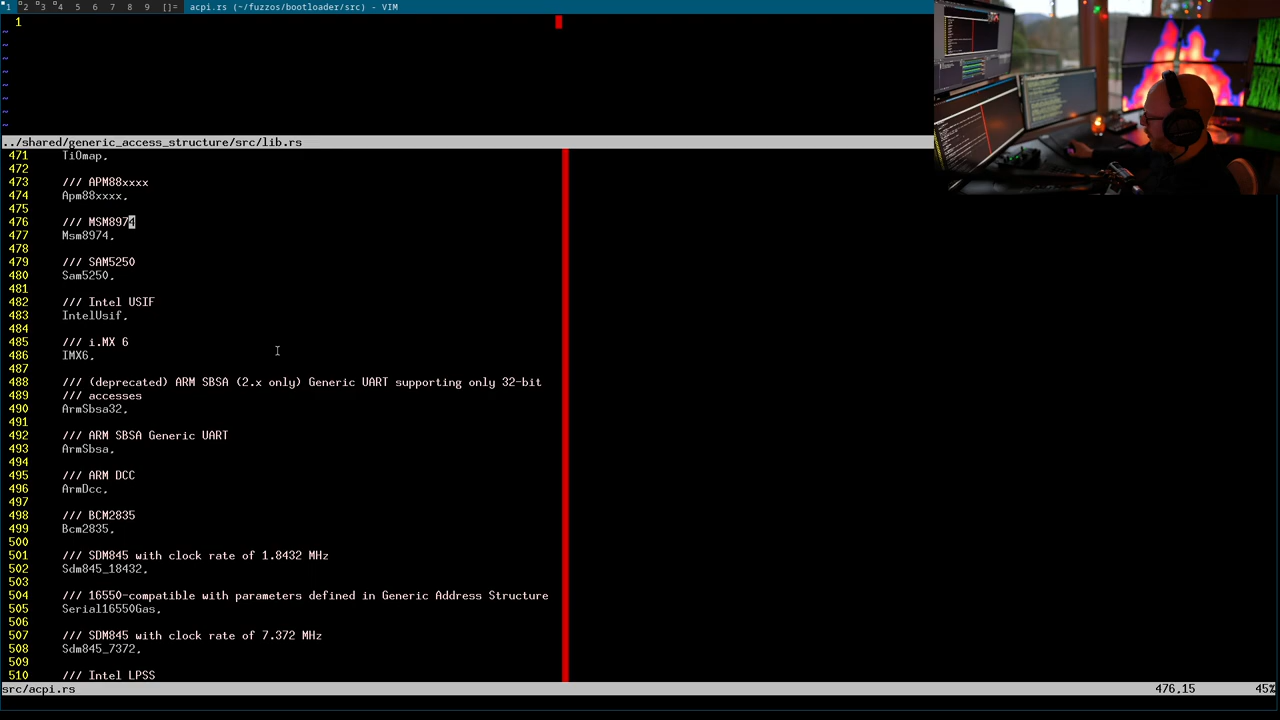 1 2 3 4 5 6 7 8 9 []= acpi.rs (~/fuzzos/bootloader/src) - VIM
1
~
~
~
~
~
~
~
~
../shared/generic_access_structure/src/lib.rs
471 TiOmap,
472
473 /// APM88xxxx
474 Apm88xxxx,
475
476 /// MSM8974
477 Msm8974,
478
479 /// SAM5250
480 Sam5250,
481
482 /// Intel USIF
483 IntelUsif,
484
485 /// i.MX 6
486 IMX6,
487
488 /// (deprecated) ARM SBSA (2.x only) Generic UART supporting only 32-bit
489 /// accesses
490 ArmSbsa32,
491
492 /// ARM SBSA Generic UART
493 ArmSbsa,
494
495 /// ARM DCC
496 ArmDcc,
497
498 /// BCM2835
499 Bcm2835,
500
501 /// SDM845 with clock rate of 1.8432 MHz
502 Sdm845_18432,
503
504 /// 16550-compatible with parameters defined in Generic Address Structure
505 Serial16550Gas,
506
507 /// SDM845 with clock rate of 7.372 MHz
508 Sdm845_7372,
509
510 /// Intel LPSS
src/acpi.rs 476,15 45%